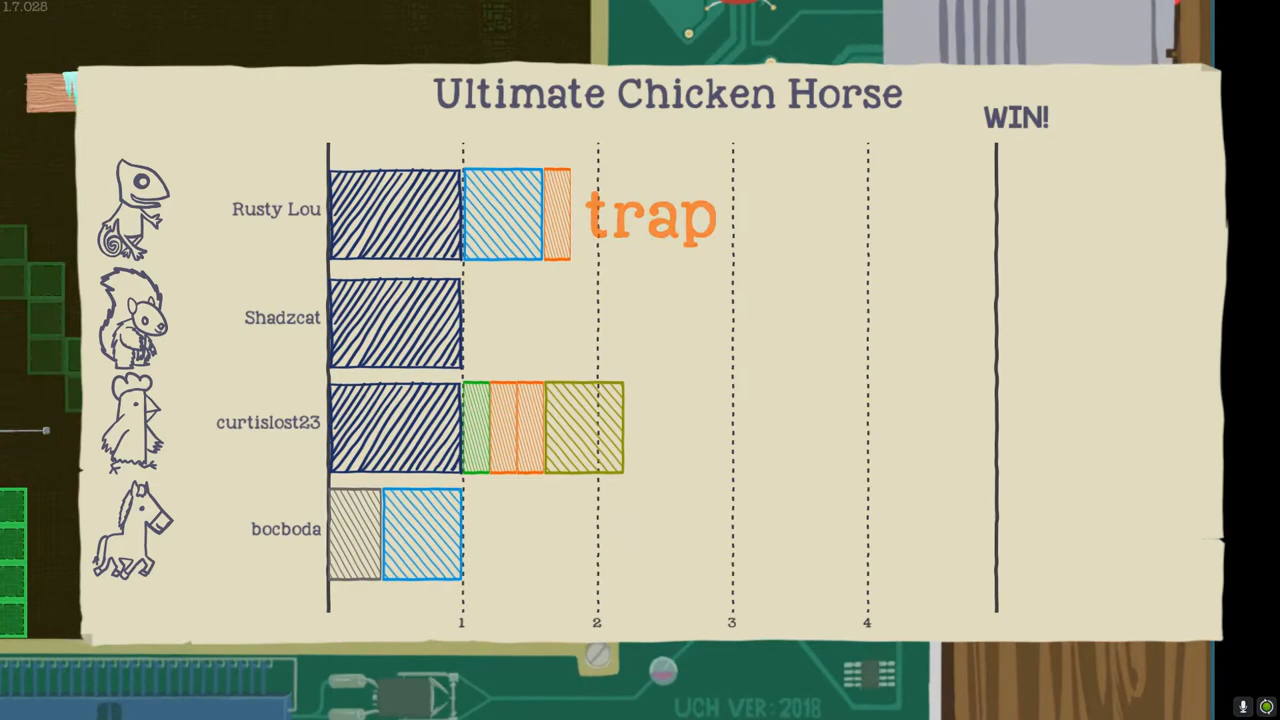 1.7.028
Ultimate Chicken Horse
WIN!
Rusty Lou
trap
Shadzcat
curtislost23
bocboda
1 2 3 4
UCH VER: 2018